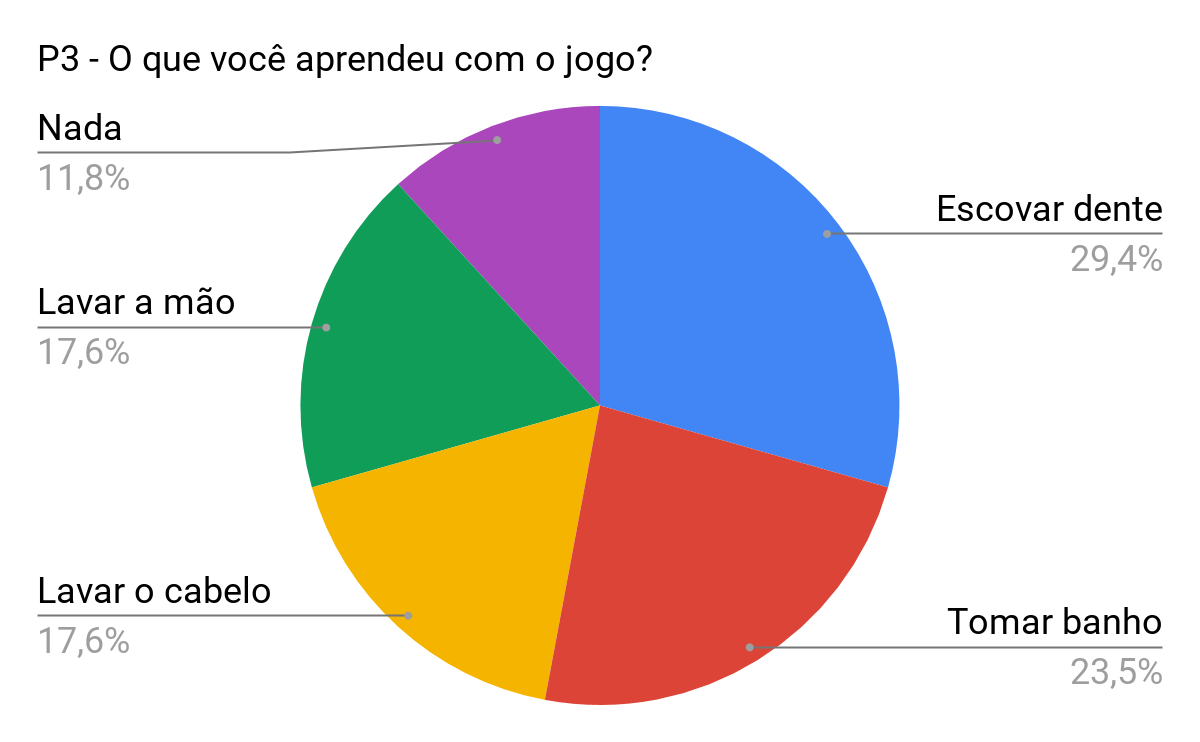 P3 - O que você aprendeu com o jogo?
Nada
11,8%
Escovar dente
29,4%
Lavar a mão
17,6%
Lavar o cabelo
17,6%
Tomar banho
23,5%